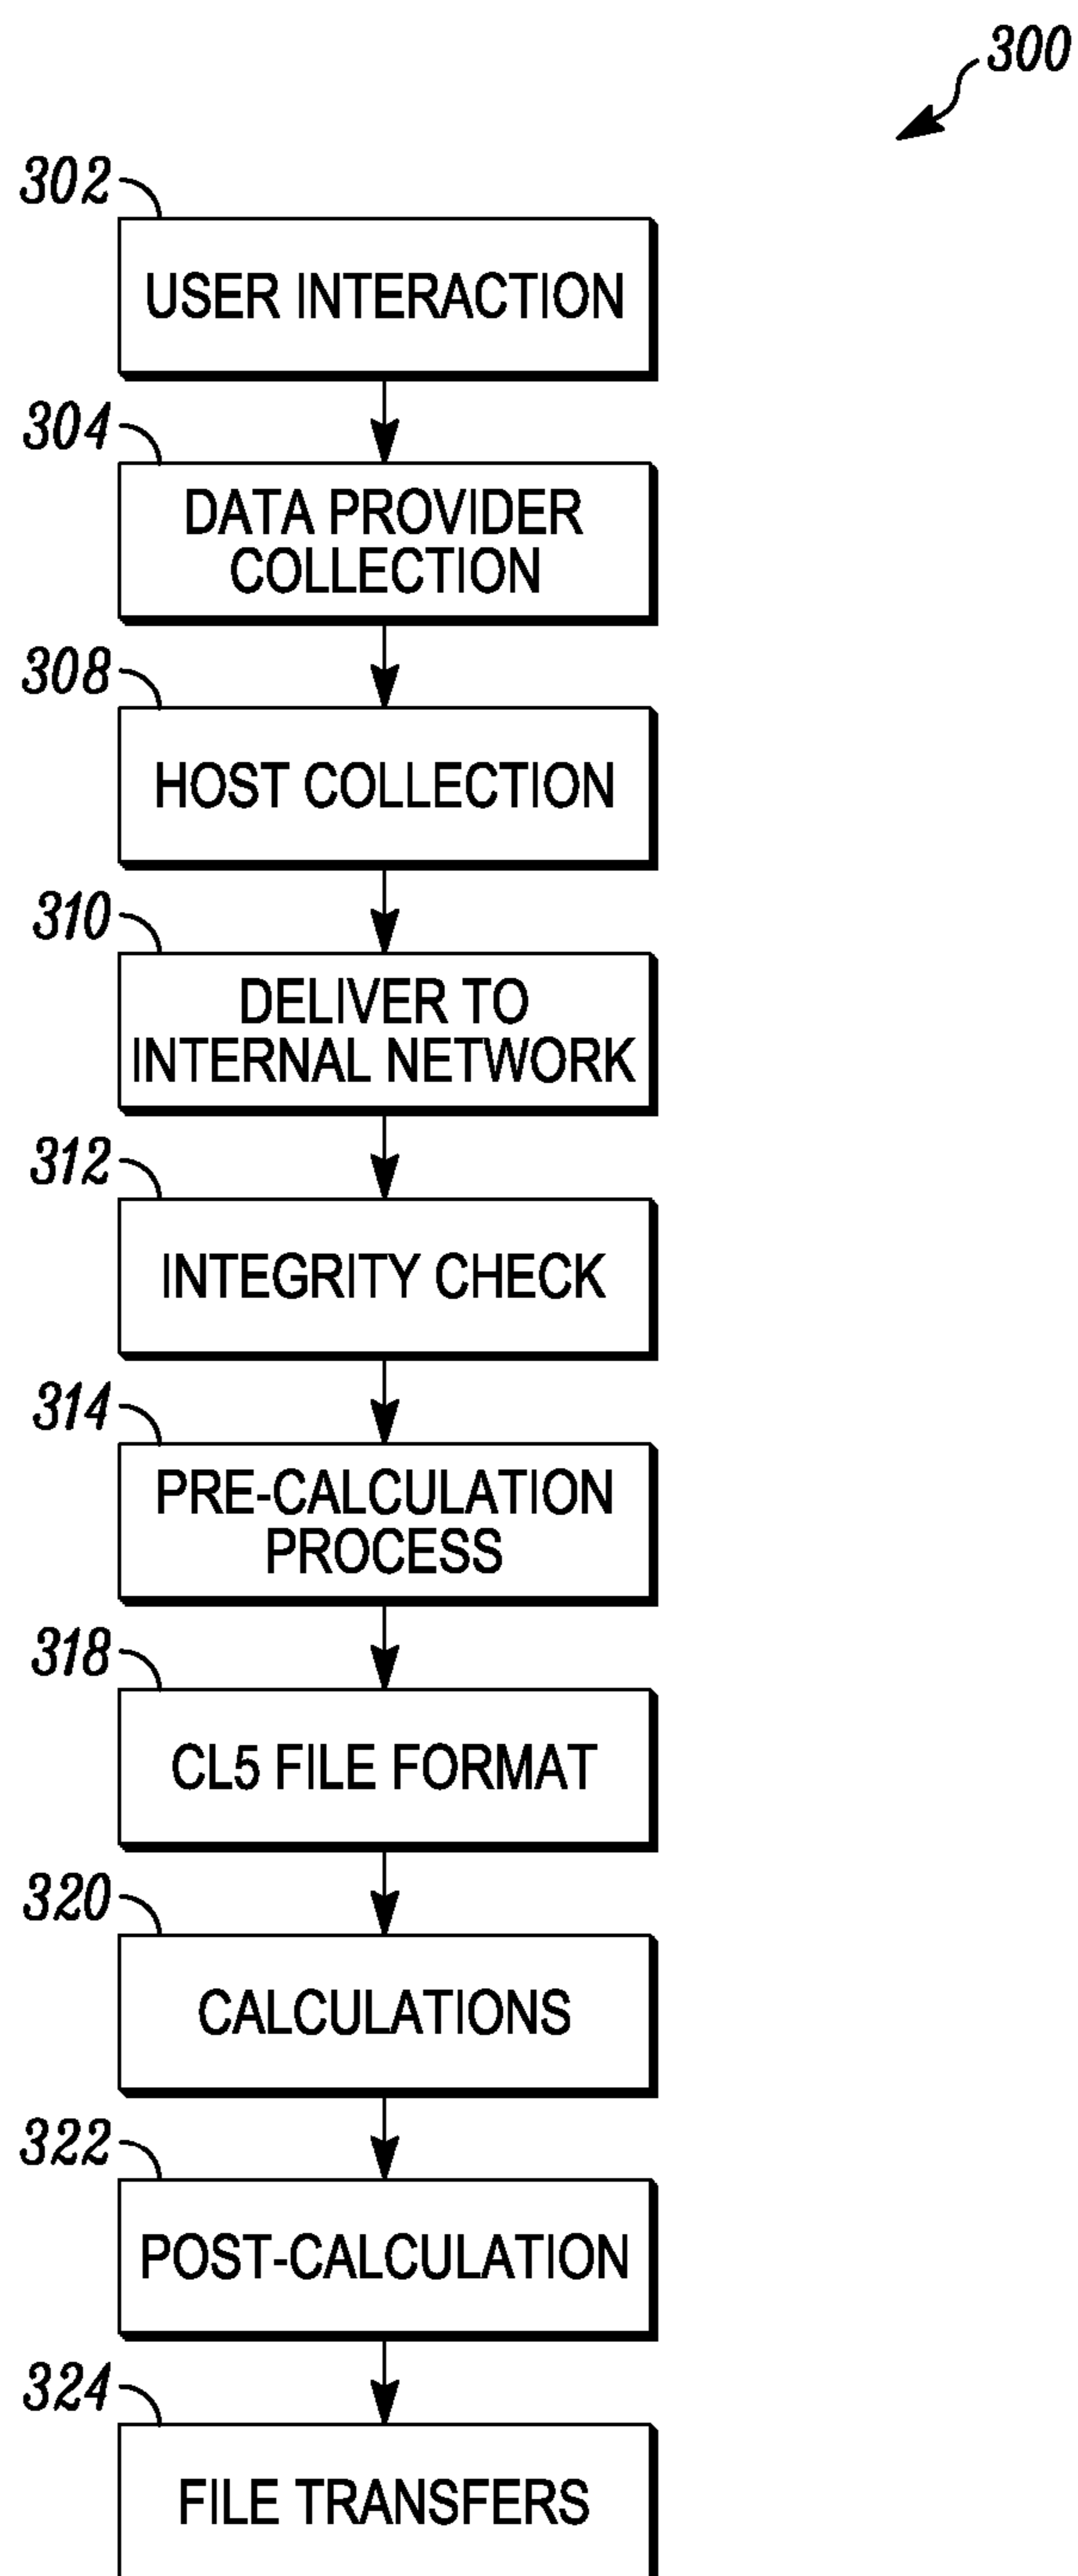 300
302
USER INTERACTION
304
DATA PROVIDER
COLLECTION
308
HOST COLLECTION
310
DELIVER TO
INTERNAL NETWORK
312
INTEGRITY CHECK
314
PRE-CALCULATION
PROCESS
318
CL5 FILE FORMAT
320
CALCULATIONS
322
POST-CALCULATION
324
FILE TRANSFERS